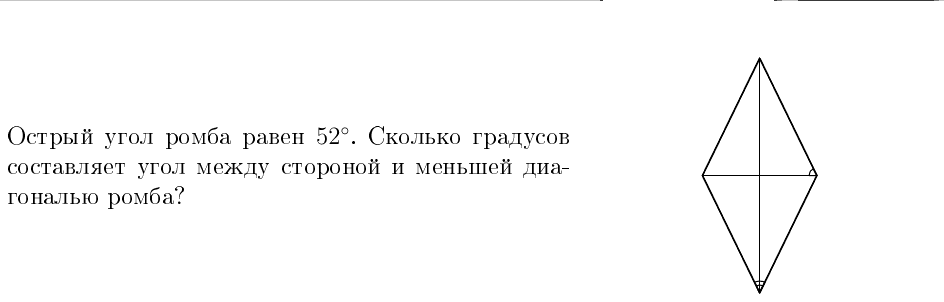 Острый угол ромба равен 52°. Сколько градусов
составляет угол между стороной и меньшей диа-
гональю ромба?